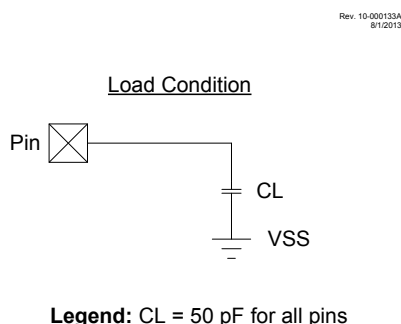 Rev. 10-000133A
8/1/2013
Load Condition
Pin
CL
VSS
Legend: CL = 50 pF for all pins